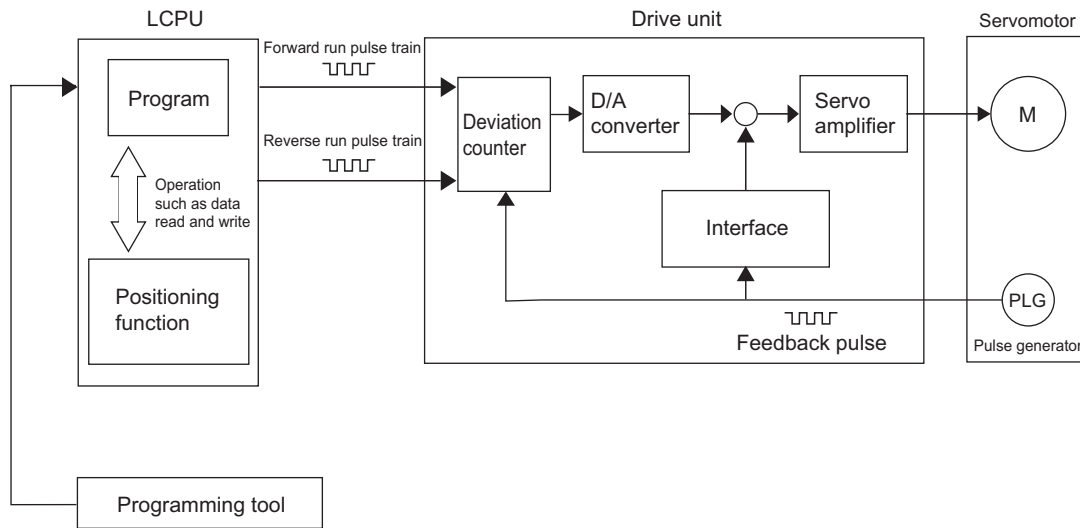 LCPU
Drive unit
Servomotor
Forward run pulse train
Program
Deviation
counter
D/A
converter
Servo
amplifier
M
Reverse run pulse train
Operation
such as data
read and write
Interface
Positioning
function
PLG
Feedback pulse
Pulse generator
Programming tool